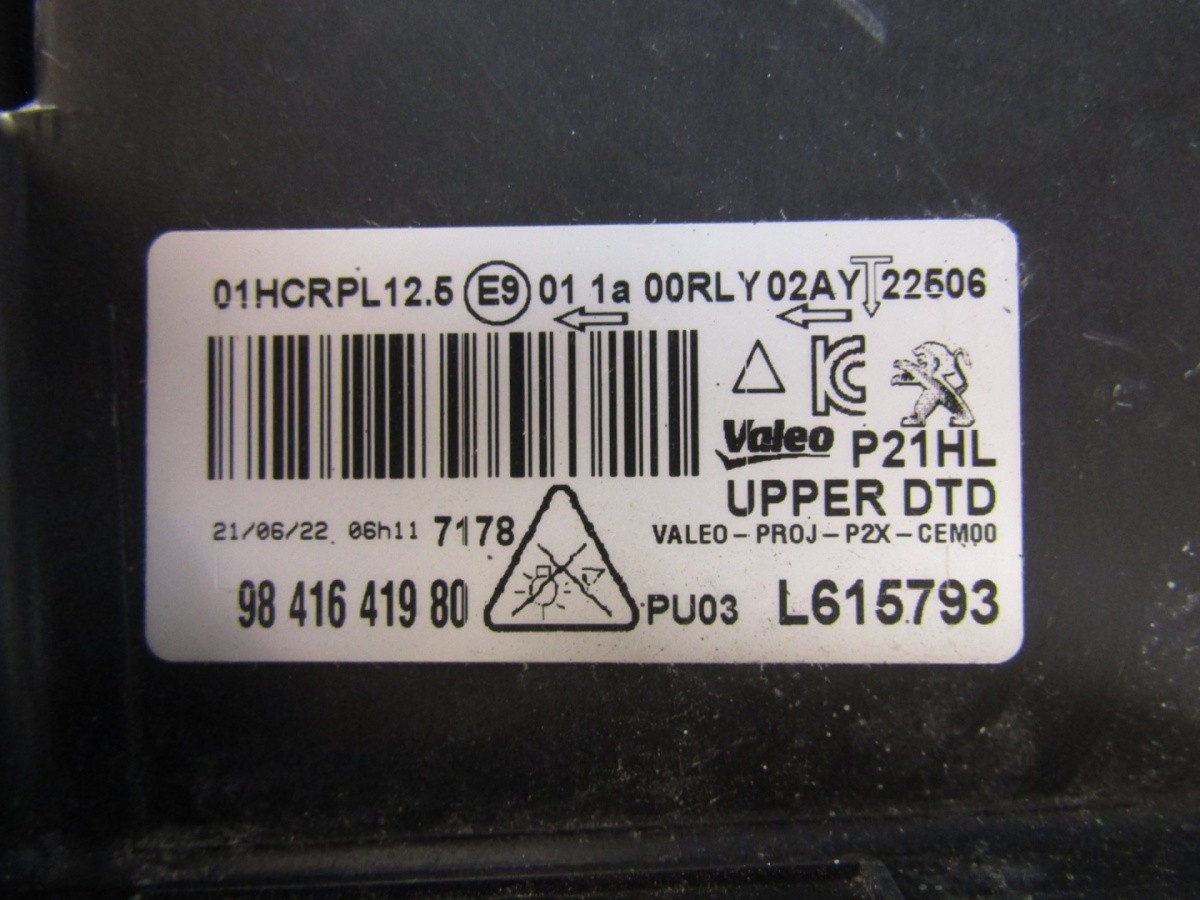 01HCRPL12.5 E9 01 1a 00RLY 02AY T 22506
KC
Valeo P21HL
UPPER DTD
21/06/22 06h11 7178
VALEO-PROJ-P2X-CEM00
98 416 419 80
PU03 L615793